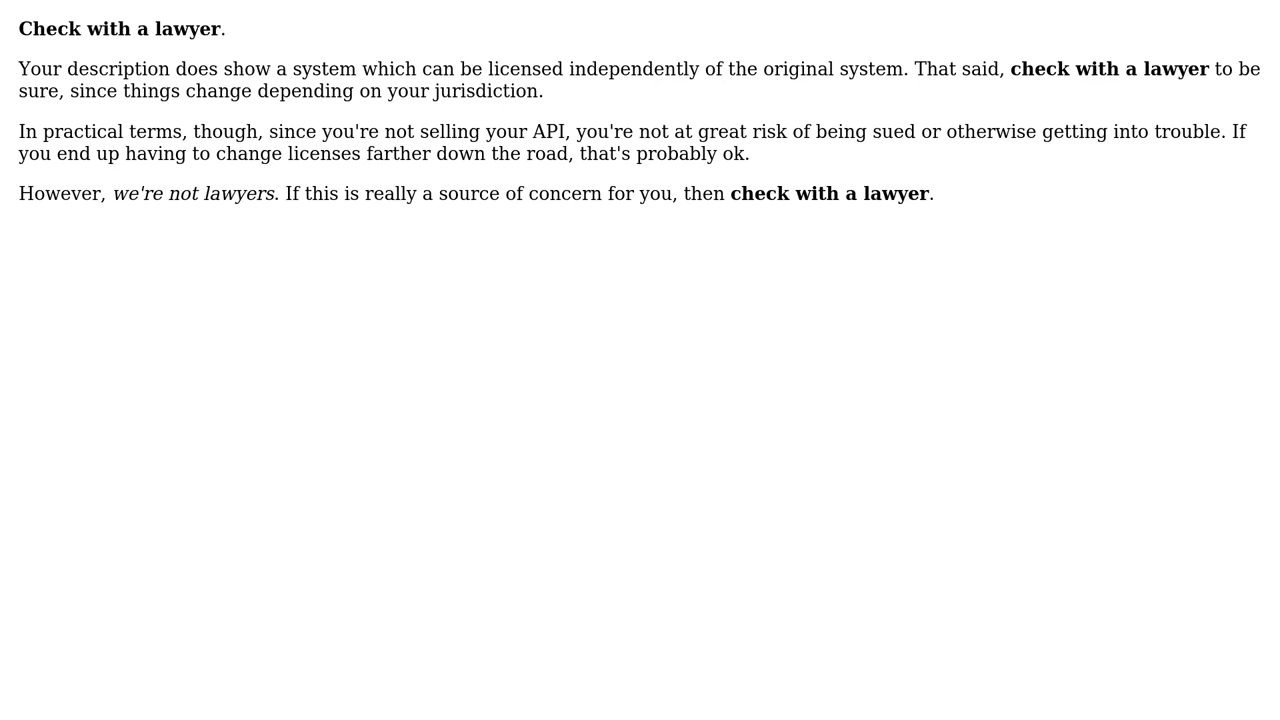 Check with a lawyer.
Your description does show a system which can be licensed independently of the original system. That said, check with a lawyer to be
sure, since things change depending on your jurisdiction.
In practical terms, though, since you're not selling your API, you're not at great risk of being sued or otherwise getting into trouble. If
you end up having to change licenses farther down the road, that's probably ok.
However, we're not lawyers. If this is really a source of concern for you, then check with a lawyer.